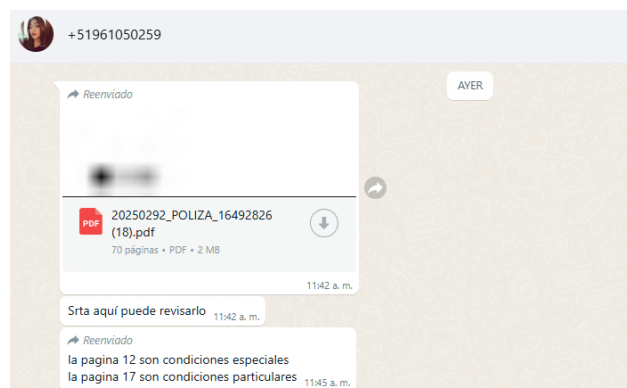 +51961050259
AYER
Reenviado
PDF
20250292_POLIZA_16492826
(18).pdf
70 páginas • PDF • 2 MB
11:42 a. m.
Srta aquí puede revisarlo 11:42 a. m.
Reenviado
la pagina 12 son condiciones especiales
la pagina 17 son condiciones particulares 11:45 a. m.